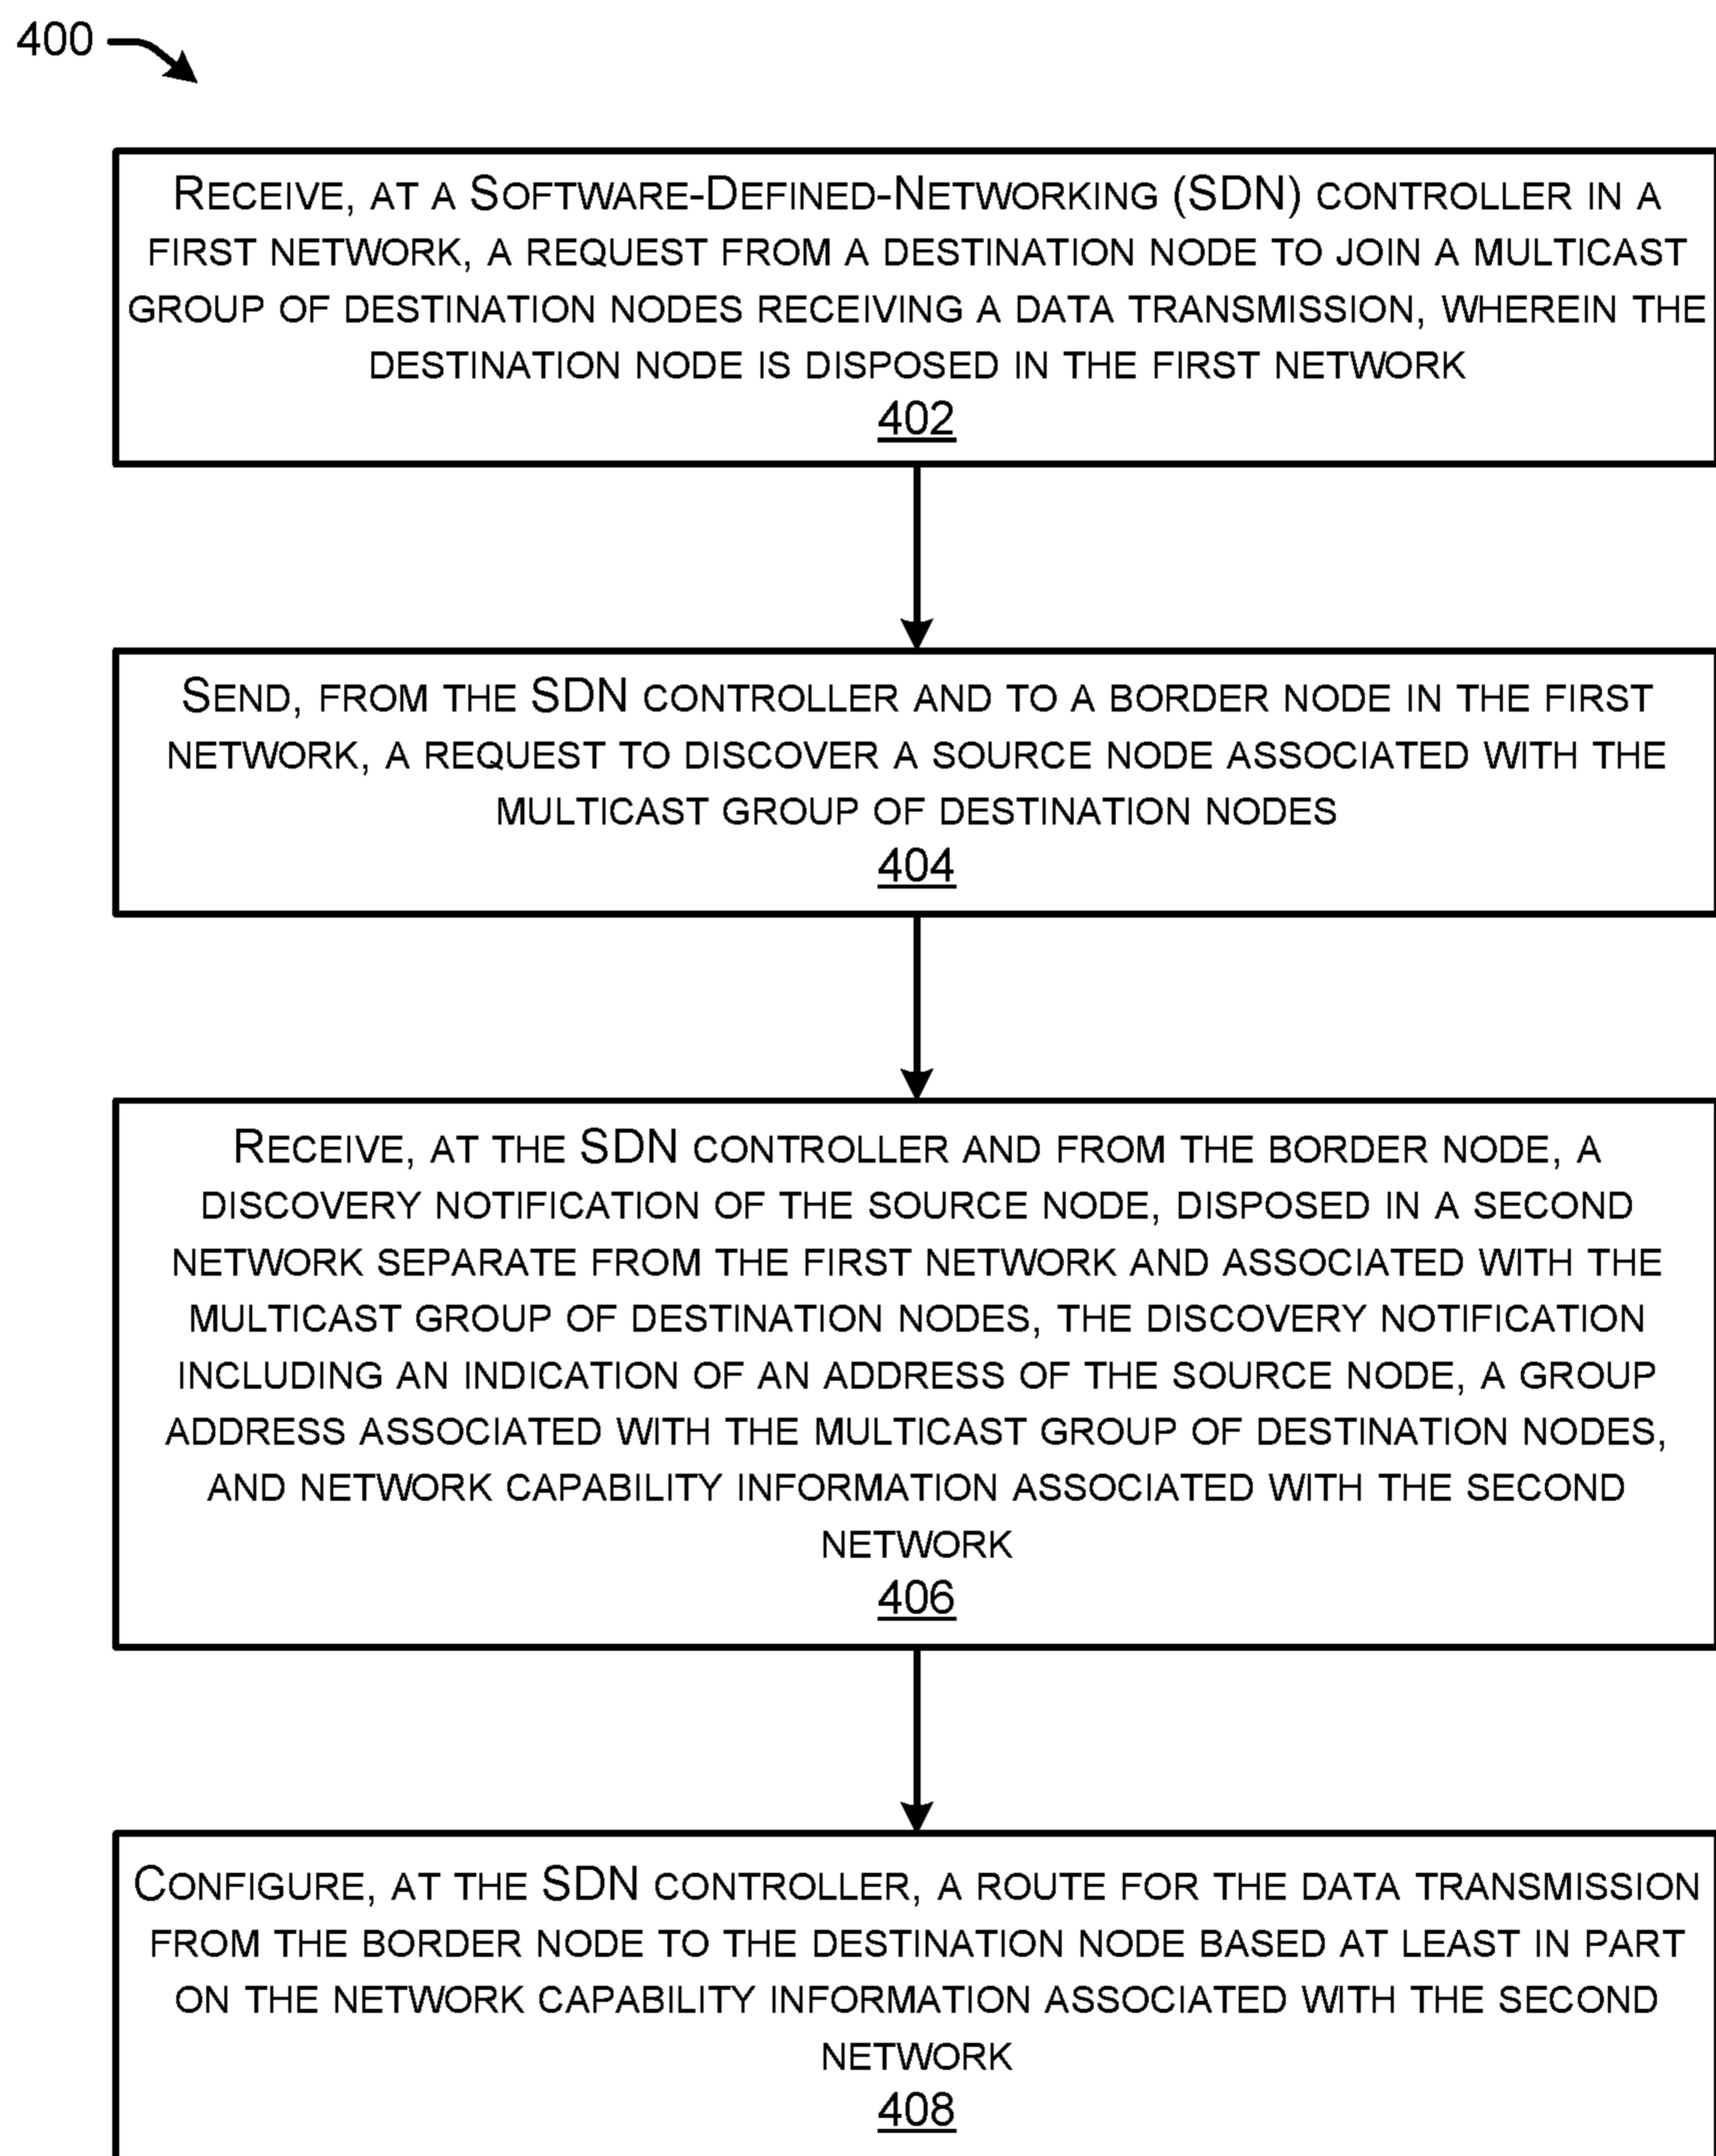 400
RECEIVE, AT A SOFTWARE-DEFINED-NETWORKING (SDN) CONTROLLER IN A
FIRST NETWORK, A REQUEST FROM A DESTINATION NODE TO JOIN A MULTICAST
GROUP OF DESTINATION NODES RECEIVING A DATA TRANSMISSION, WHEREIN THE
DESTINATION NODE IS DISPOSED IN THE FIRST NETWORK
402
SEND, FROM THE SDN CONTROLLER AND TO A BORDER NODE IN THE FIRST
NETWORK, A REQUEST TO DISCOVER A SOURCE NODE ASSOCIATED WITH THE
MULTICAST GROUP OF DESTINATION NODES
404
RECEIVE, AT THE SDN CONTROLLER AND FROM THE BORDER NODE, A
DISCOVERY NOTIFICATION OF THE SOURCE NODE, DISPOSED IN A SECOND
NETWORK SEPARATE FROM THE FIRST NETWORK AND ASSOCIATED WITH THE
MULTICAST GROUP OF DESTINATION NODES, THE DISCOVERY NOTIFICATION
INCLUDING AN INDICATION OF AN ADDRESS OF THE SOURCE NODE, A GROUP
ADDRESS ASSOCIATED WITH THE MULTICAST GROUP OF DESTINATION NODES,
AND NETWORK CAPABILITY INFORMATION ASSOCIATED WITH THE SECOND
NETWORK
406
CONFIGURE, AT THE SDN CONTROLLER, A ROUTE FOR THE DATA TRANSMISSION
FROM THE BORDER NODE TO THE DESTINATION NODE BASED AT LEAST IN PART
ON THE NETWORK CAPABILITY INFORMATION ASSOCIATED WITH THE SECOND
NETWORK
408